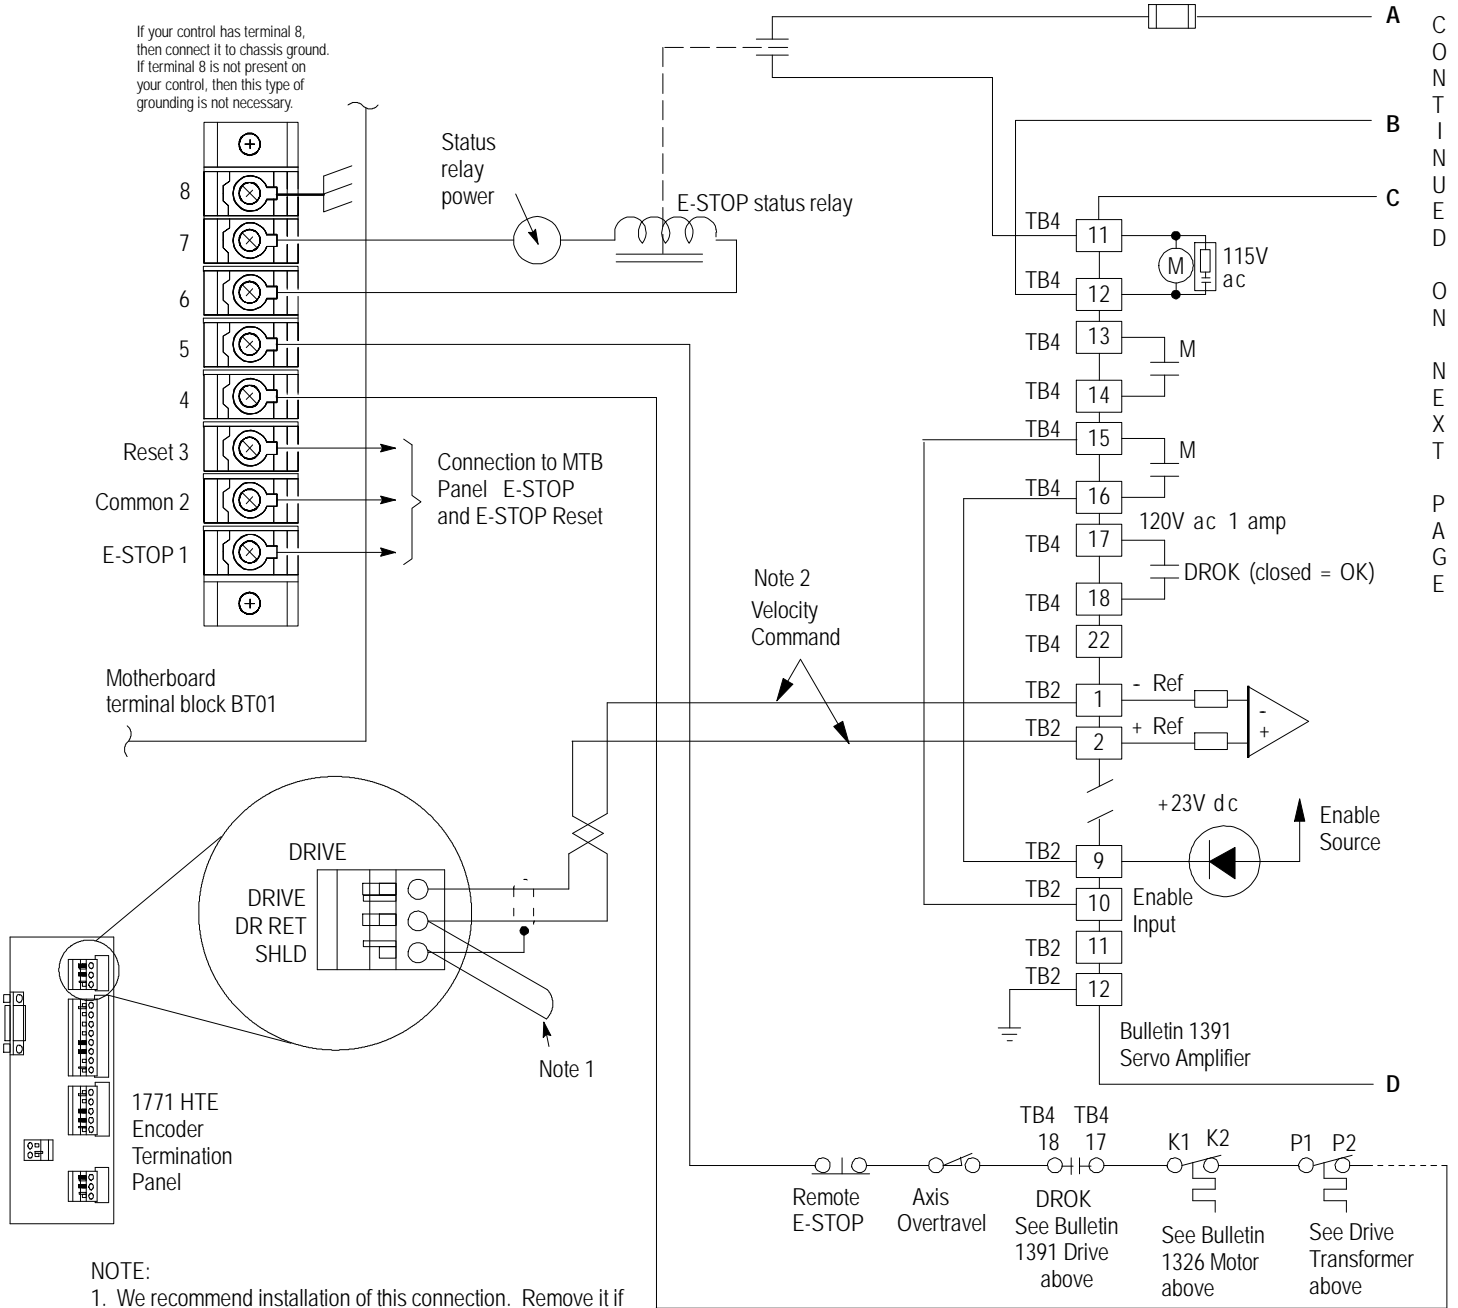 If your control has terminal 8,
then connect it to chassis ground.
If terminal 8 is not present on
your control, then this type of
grounding is not necessary.
A
B
C
CONTINUED ON NEXT PAGE
Status
relay
power
E-STOP status relay
8
7
6
5
4
Reset 3
Common 2
E-STOP 1
Connection to MTB
Panel E-STOP
and E-STOP Reset
Motherboard
terminal block BT01
TB4 11
M
115V
ac
TB4 12
TB4 13
M
TB4 14
TB4 15
M
TB4 16
120V ac 1 amp
TB4 17
DROK (closed = OK)
TB4 18
TB4 22
Note 2
Velocity
Command
TB2 1 - Ref
-
TB2 2 + Ref
+
+23V dc
Enable
Source
TB2 9
TB2 10 Enable
Input
TB2 11
TB2 12
Bulletin 1391
Servo Amplifier
D
DRIVE
DRIVE
DR RET
SHLD
Note 1
1771 HTE
Encoder
Termination
Panel
TB4 TB4
18 17
K1 K2
P1 P2
Remote
E-STOP
Axis
Overtravel
DROK
See Bulletin
1391 Drive
above
See Bulletin
1326 Motor
above
See Drive
Transformer
above
NOTE:
1. We recommend installation of this connection. Remove it if